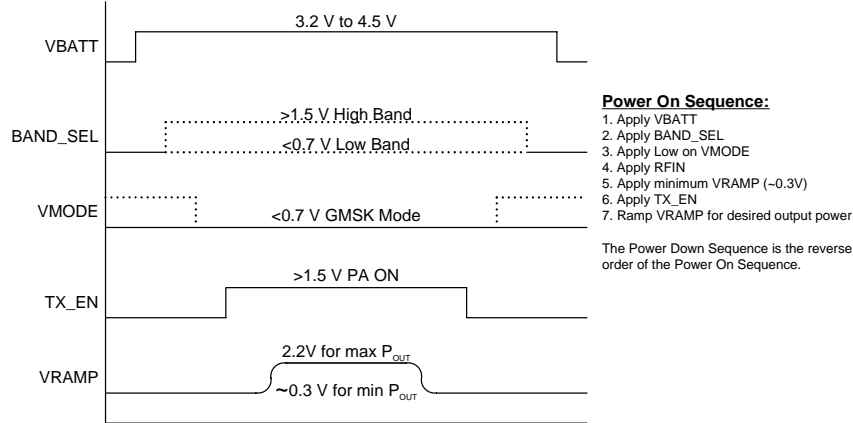 3.2 V to 4.5 V
VBATT
>1.5 V High Band
BAND_SEL
<0.7 V Low Band
VMODE
<0.7 V GMSK Mode
>1.5 V PA ON
TX_EN
2.2V for max POUT
VRAMP
~0.3 V for min POUT
Power On Sequence:
1. Apply VBATT
2. Apply BAND_SEL
3. Apply Low on VMODE
4. Apply RFIN
5. Apply minimum VRAMP (~0.3V)
6. Apply TX_EN
7. Ramp VRAMP for desired output power
The Power Down Sequence is the reverse
order of the Power On Sequence.